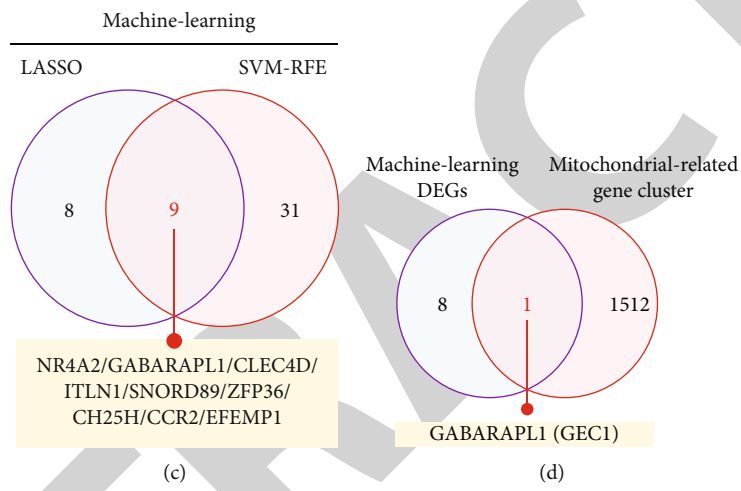 Machine-learning
LASSO
SVM-RFE
8
9
31
NR4A2/GABARAPL1/CLEC4D/
ITLN1/SNORD89/ZFP36/
CH25H/CCR2/EFEMP1
(c)
Machine-learning
DEGs
Mitochondrial-related
gene cluster
8
1
1512
GABARAPL1 (GEC1)
(d)